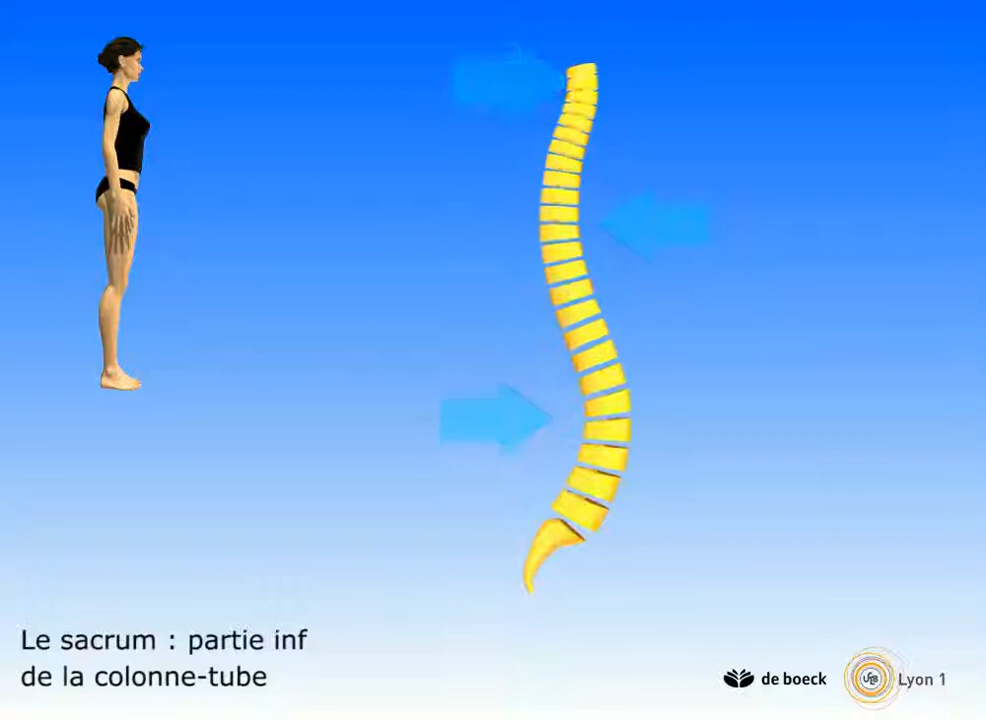 Le sacrum : partie inf
de la colonne-tube
de boeck
Lyon 1